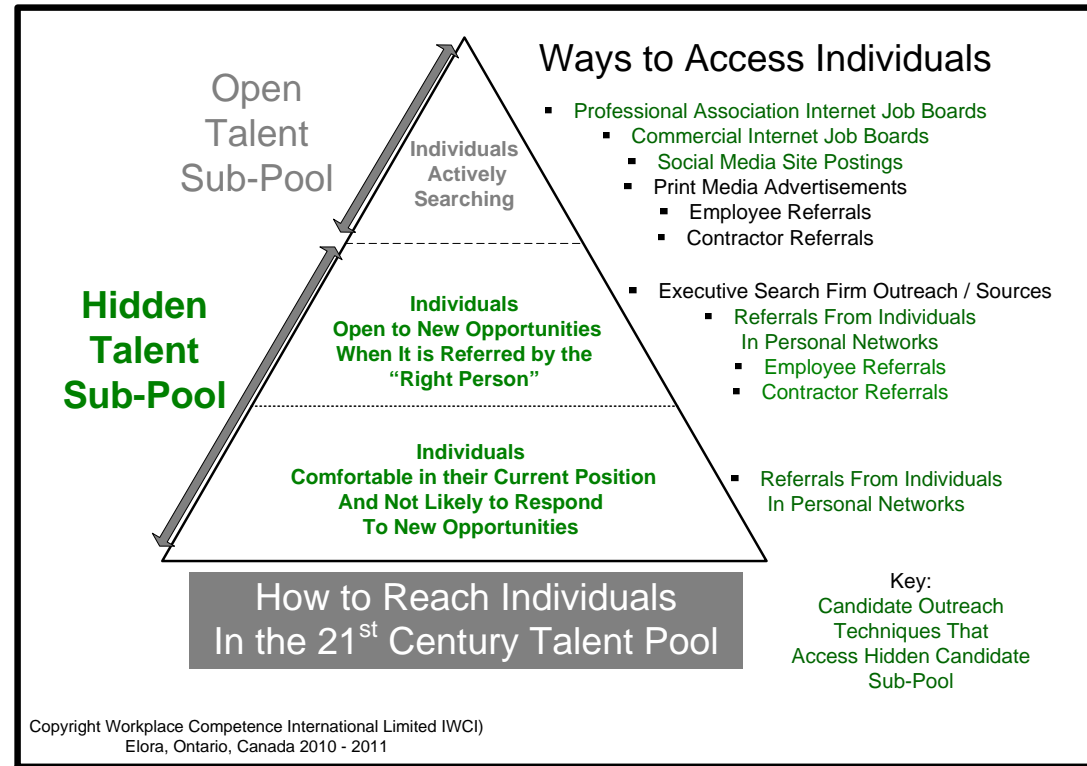 Open
Talent
Sub-Pool
Individuals
Actively
Searching
Ways to Access Individuals
▪ Professional Association Internet Job Boards
▪ Commercial Internet Job Boards
▪ Social Media Site Postings
▪ Print Media Advertisements
▪ Employee Referrals
▪ Contractor Referrals
Hidden
Talent
Sub-Pool
Individuals
Open to New Opportunities
When It is Referred by the
“Right Person”
▪ Executive Search Firm Outreach / Sources
▪ Referrals From Individuals
In Personal Networks
▪ Employee Referrals
▪ Contractor Referrals
Individuals
Comfortable in their Current Position
And Not Likely to Respond
To New Opportunities
▪ Referrals From Individuals
In Personal Networks
How to Reach Individuals
In the 21st Century Talent Pool
Key:
Candidate Outreach
Techniques That
Access Hidden Candidate
Sub-Pool
Copyright Workplace Competence International Limited IWCI)
Elora, Ontario, Canada 2010 - 2011